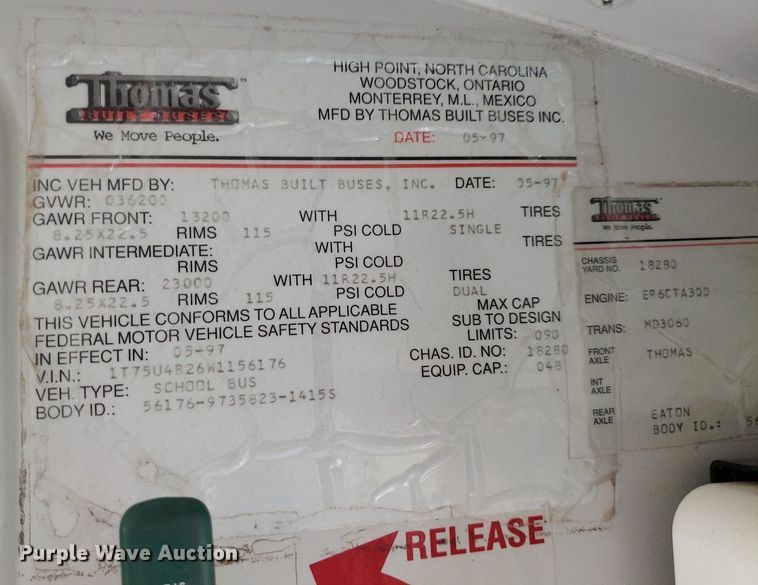 Thomas
BUILT BUSES
We Move People.
HIGH POINT, NORTH CAROLINA
WOODSTOCK, ONTARIO
MONTERREY, M.L., MEXICO
MFD BY THOMAS BUILT BUSES INC.
DATE: 05-97
INC VEH MFD BY: THOMAS BUILT BUSES, INC. DATE: 05-97
GVWR: 036200
GAWR FRONT: 13200 WITH 11R22.5H TIRES
8.25X22.5 RIMS 115 PSI COLD SINGLE
GAWR INTERMEDIATE: WITH TIRES
RIMS PSI COLD
GAWR REAR: 23000 WITH 11R22.5H TIRES
8.25X22.5 RIMS 115 PSI COLD DUAL
THIS VEHICLE CONFORMS TO ALL APPLICABLE MAX CAP
FEDERAL MOTOR VEHICLE SAFETY STANDARDS SUB TO DESIGN
IN EFFECT IN: 05-97 LIMITS: 090
V.I.N.: 1T75U4B26W1156176 CHAS. ID. NO: 18280
VEH. TYPE: SCHOOL BUS EQUIP. CAP.: 048
BODY ID.: 56176-9735823-1415S
Thomas
BUILT BUSES
We Move People.
CHASSIS
YARD NO. 18280
ENGINE: ER6CTA300
TRANS: MD3060
FRONT
AXLE THOMAS
INT
AXLE
REAR
AXLE EATON
BODY ID.: 56
RELEASE
Purple Wave Auction